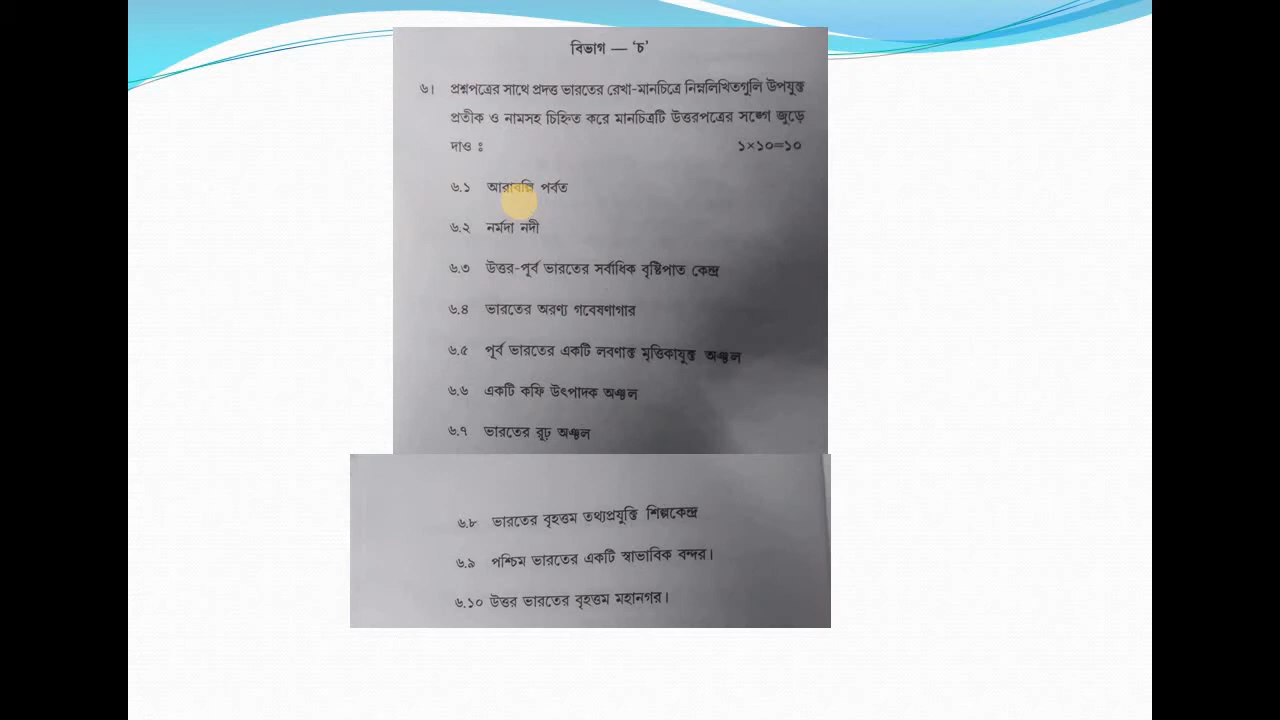 বিভাগ — ‘চ’
৬। প্রশ্নপত্রের সাথে প্রদত্ত ভারতের রেখা-মানচিত্রে নিম্নলিখিতগুলি উপযুক্ত
প্রতীক ও নামসহ চিহ্নিত করে মানচিত্রটি উত্তরপত্রের সঙ্গে জুড়ে
দাও ঃ ১×১০=১০
৬.১ আরাবল্লি পর্বত
৬.২ নর্মদা নদী
৬.৩ উত্তর-পূর্ব ভারতের সর্বাধিক বৃষ্টিপাত কেন্দ্র
৬.৪ ভারতের অরণ্য গবেষণাগার
৬.৫ পূর্ব ভারতের একটি লবণাক্ত মৃত্তিকাযুক্ত অঞ্চল
৬.৬ একটি কফি উৎপাদক অঞ্চল
৬.৭ ভারতের রূঢ় অঞ্চল
৬.৮ ভারতের বৃহত্তম তথ্যপ্রযুক্তি শিল্পকেন্দ্র
৬.৯ পশ্চিম ভারতের একটি স্বাভাবিক বন্দর।
৬.১০ উত্তর ভারতের বৃহত্তম মহানগর।